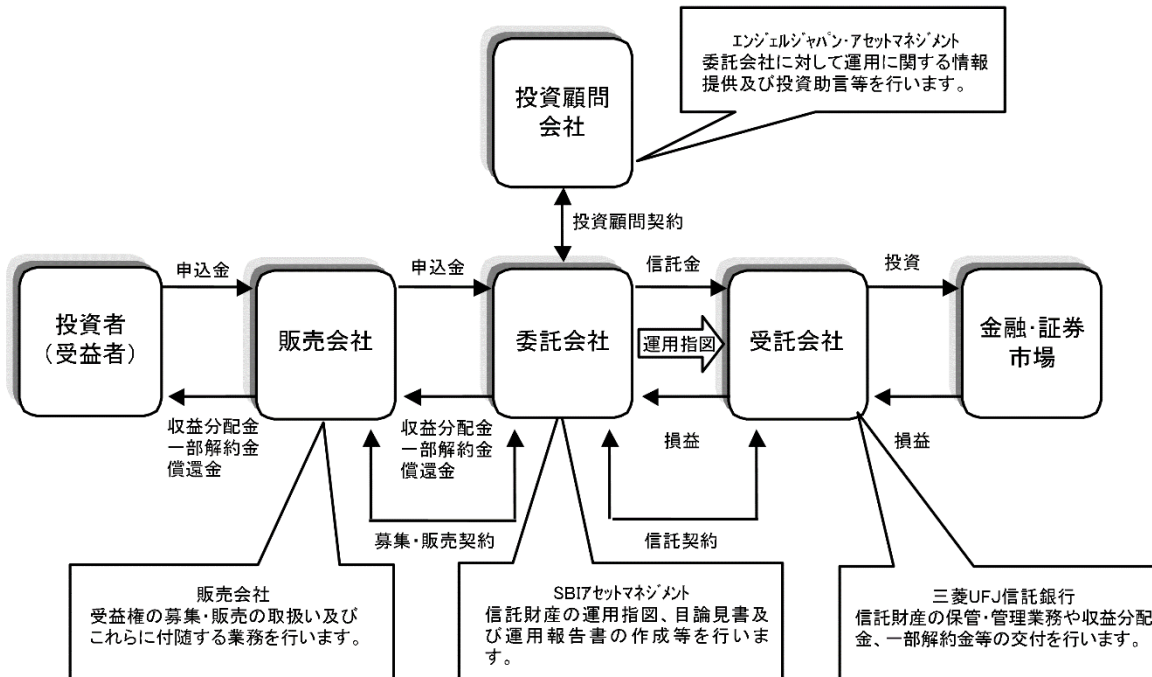 エンジェルジャパン・アセットマネジメント
委託会社に対して運用に関する情報
提供及び投資助言等を行います。
投資顧問
会社
投資顧問契約
申込金
申込金
信託金
投資
投資者
（受益者）
販売会社
委託会社
運用指図
受託会社
金融・証券
市場
収益分配金
一部解約金
償還金
収益分配金
一部解約金
償還金
損益
損益
募集・販売契約
信託契約
販売会社
受益権の募集・販売の取扱い及び
これらに付随する業務を行います。
SBIアセットマネジメント
信託財産の運用指図、目論見書及
び運用報告書の作成等を行いま
す。
三菱UFJ信託銀行
信託財産の保管・管理業務や収益分配
金、一部解約金等の交付を行います。